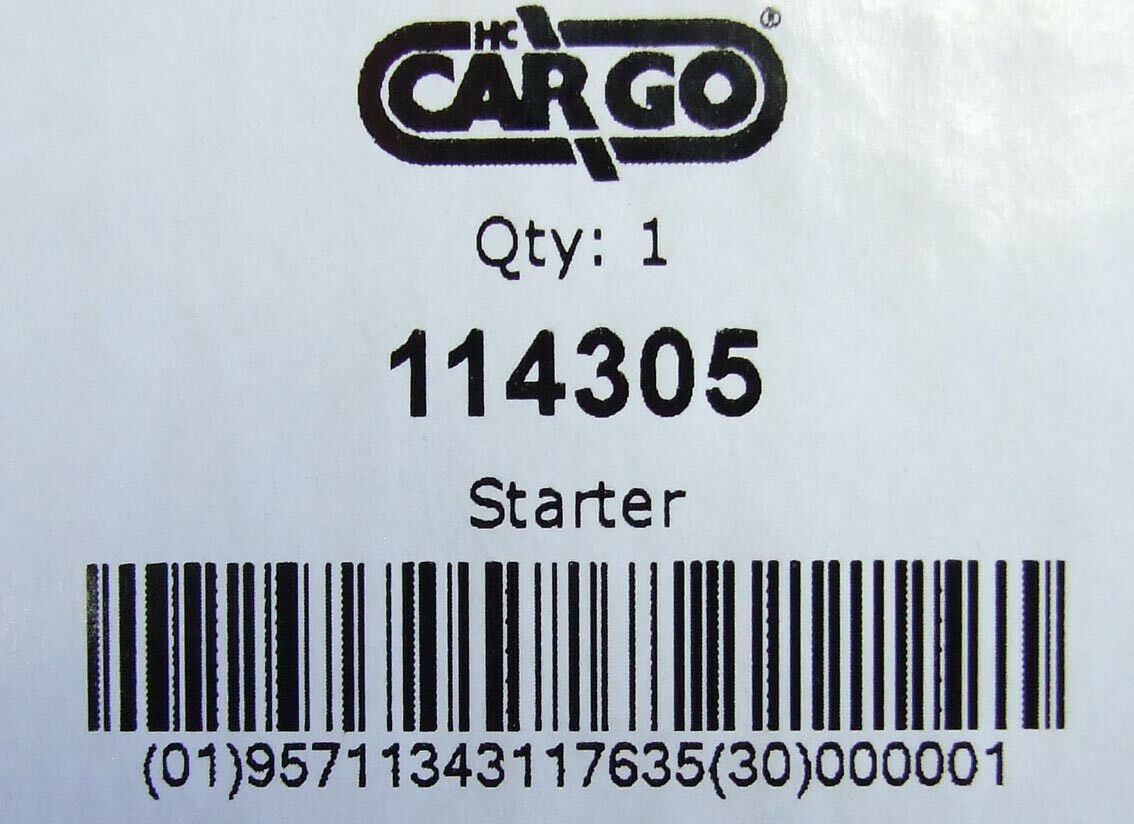 HC
CARGO®
Qty: 1
114305
Starter
(01)95711343117635(30)000001